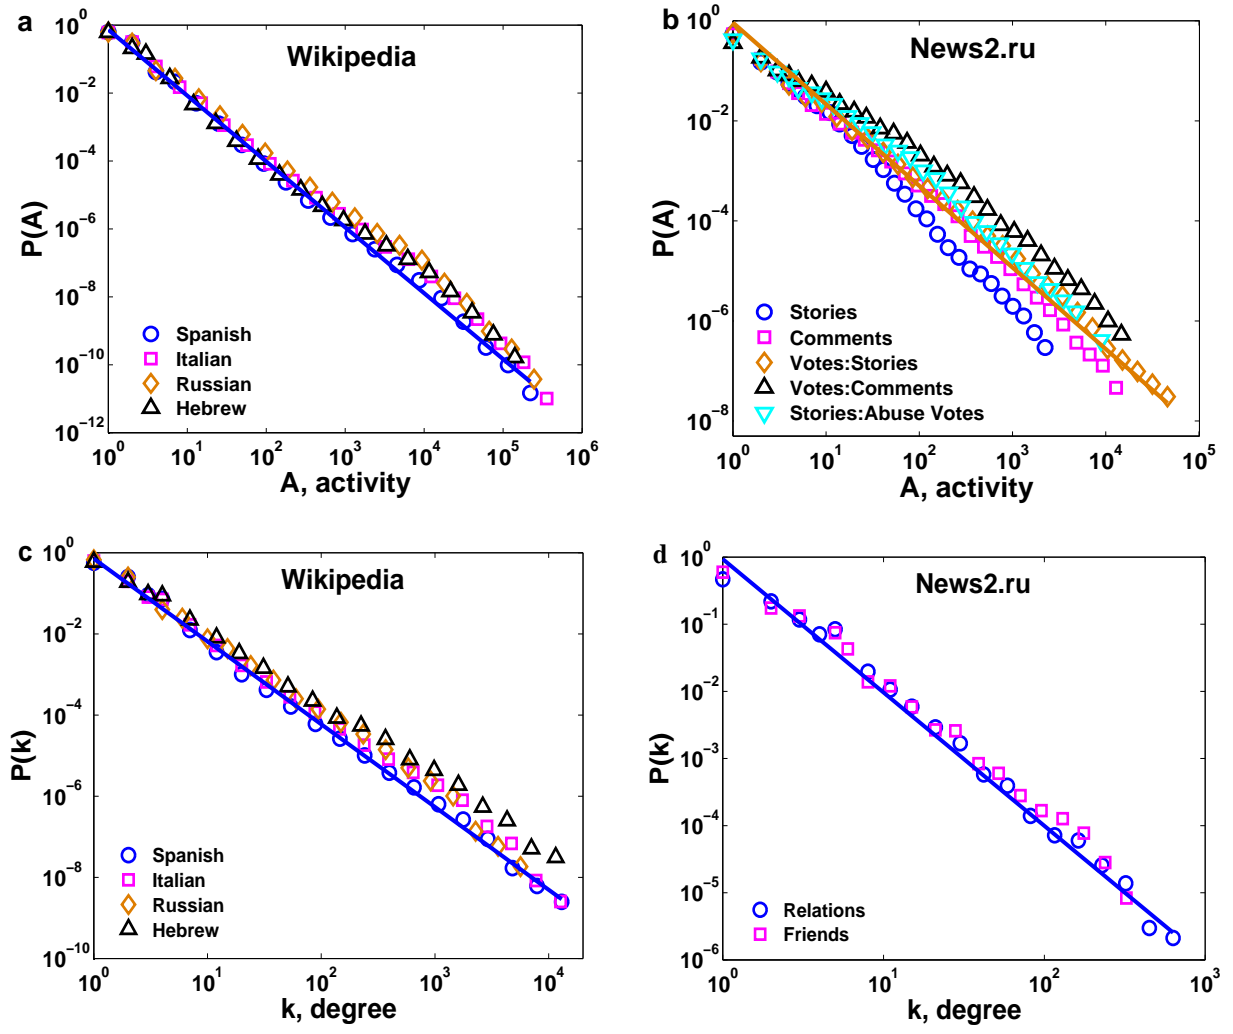 a
Wikipedia
P(A)
10^0
10^−2
10^−4
10^−6
10^−8
10^−10
10^−12
Spanish
Italian
Russian
Hebrew
10^0 10^1 10^2 10^3 10^4 10^5 10^6
A, activity
b
News2.ru
P(A)
10^0
10^−2
10^−4
10^−6
10^−8
Stories
Comments
Votes:Stories
Votes:Comments
Stories:Abuse Votes
10^0 10^1 10^2 10^3 10^4 10^5
A, activity
c
Wikipedia
P(k)
10^0
10^−2
10^−4
10^−6
10^−8
10^−10
Spanish
Italian
Russian
Hebrew
10^0 10^1 10^2 10^3 10^4
k, degree
d
News2.ru
P(k)
10^0
10^−1
10^−2
10^−3
10^−4
10^−5
10^−6
Relations
Friends
10^0 10^1 10^2 10^3
k, degree